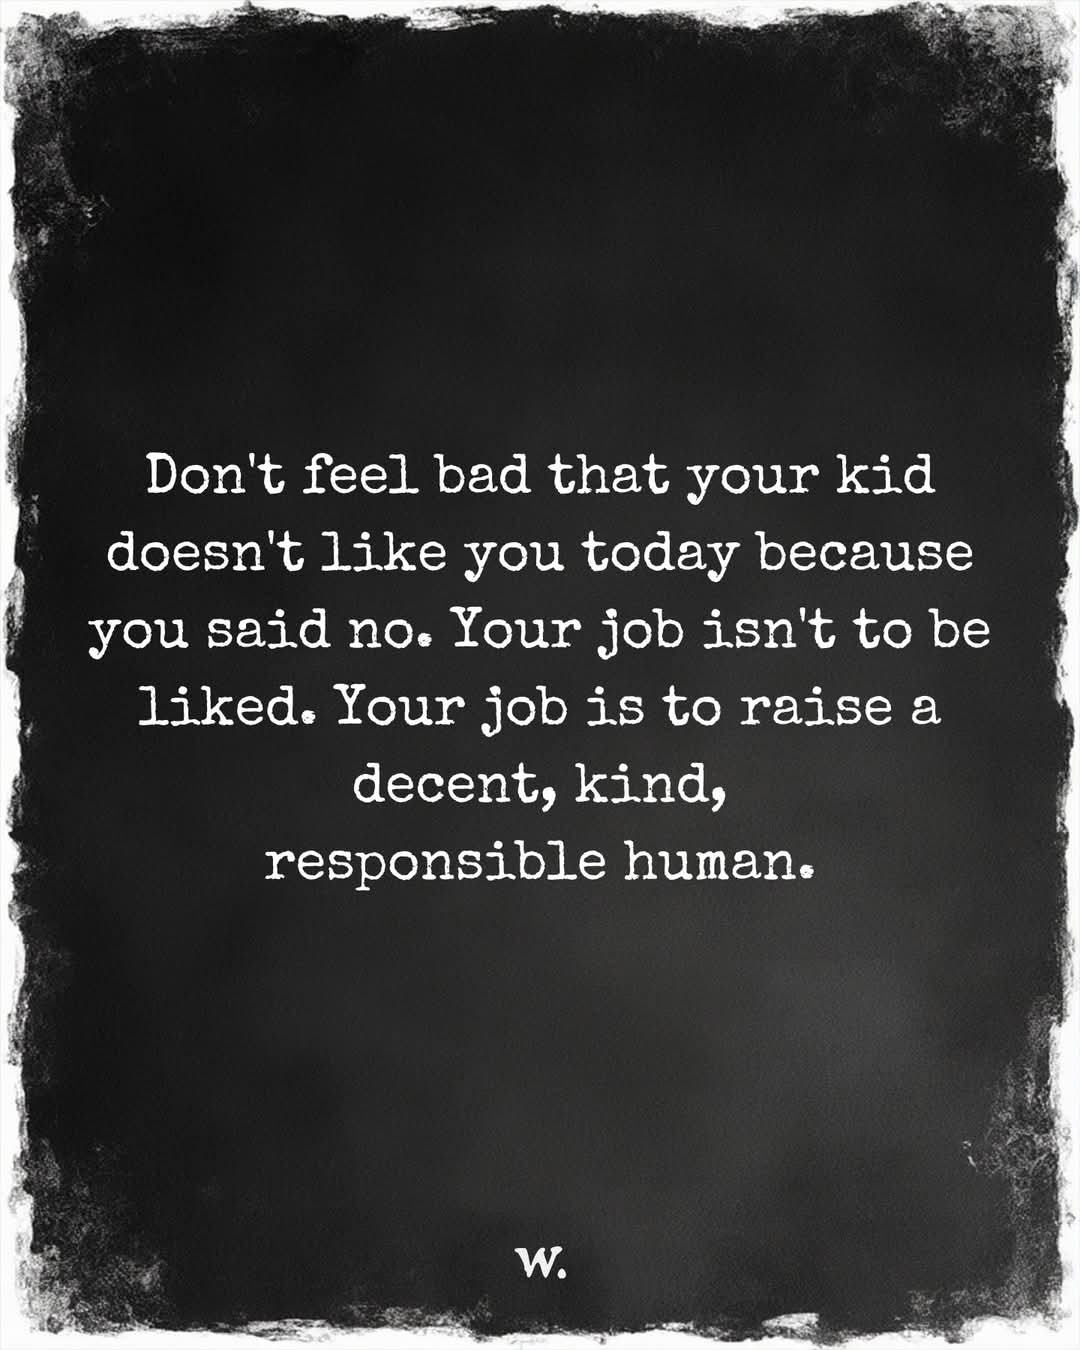 Don't feel bad that your kid
doesn't like you today because
you said no. Your job isn't to be
liked. Your job is to raise a
decent, kind,
responsible human.
W.